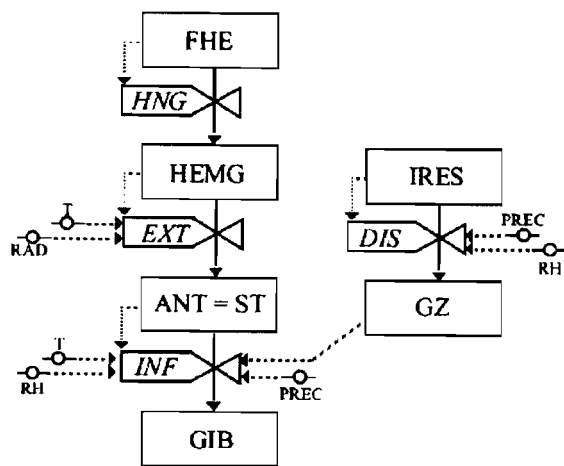 FHE
HNG
HEMG
IRES
T
RAD
EXT
DIS
PREC
RH
ANT = ST
GZ
T
RH
INF
PREC
GIB